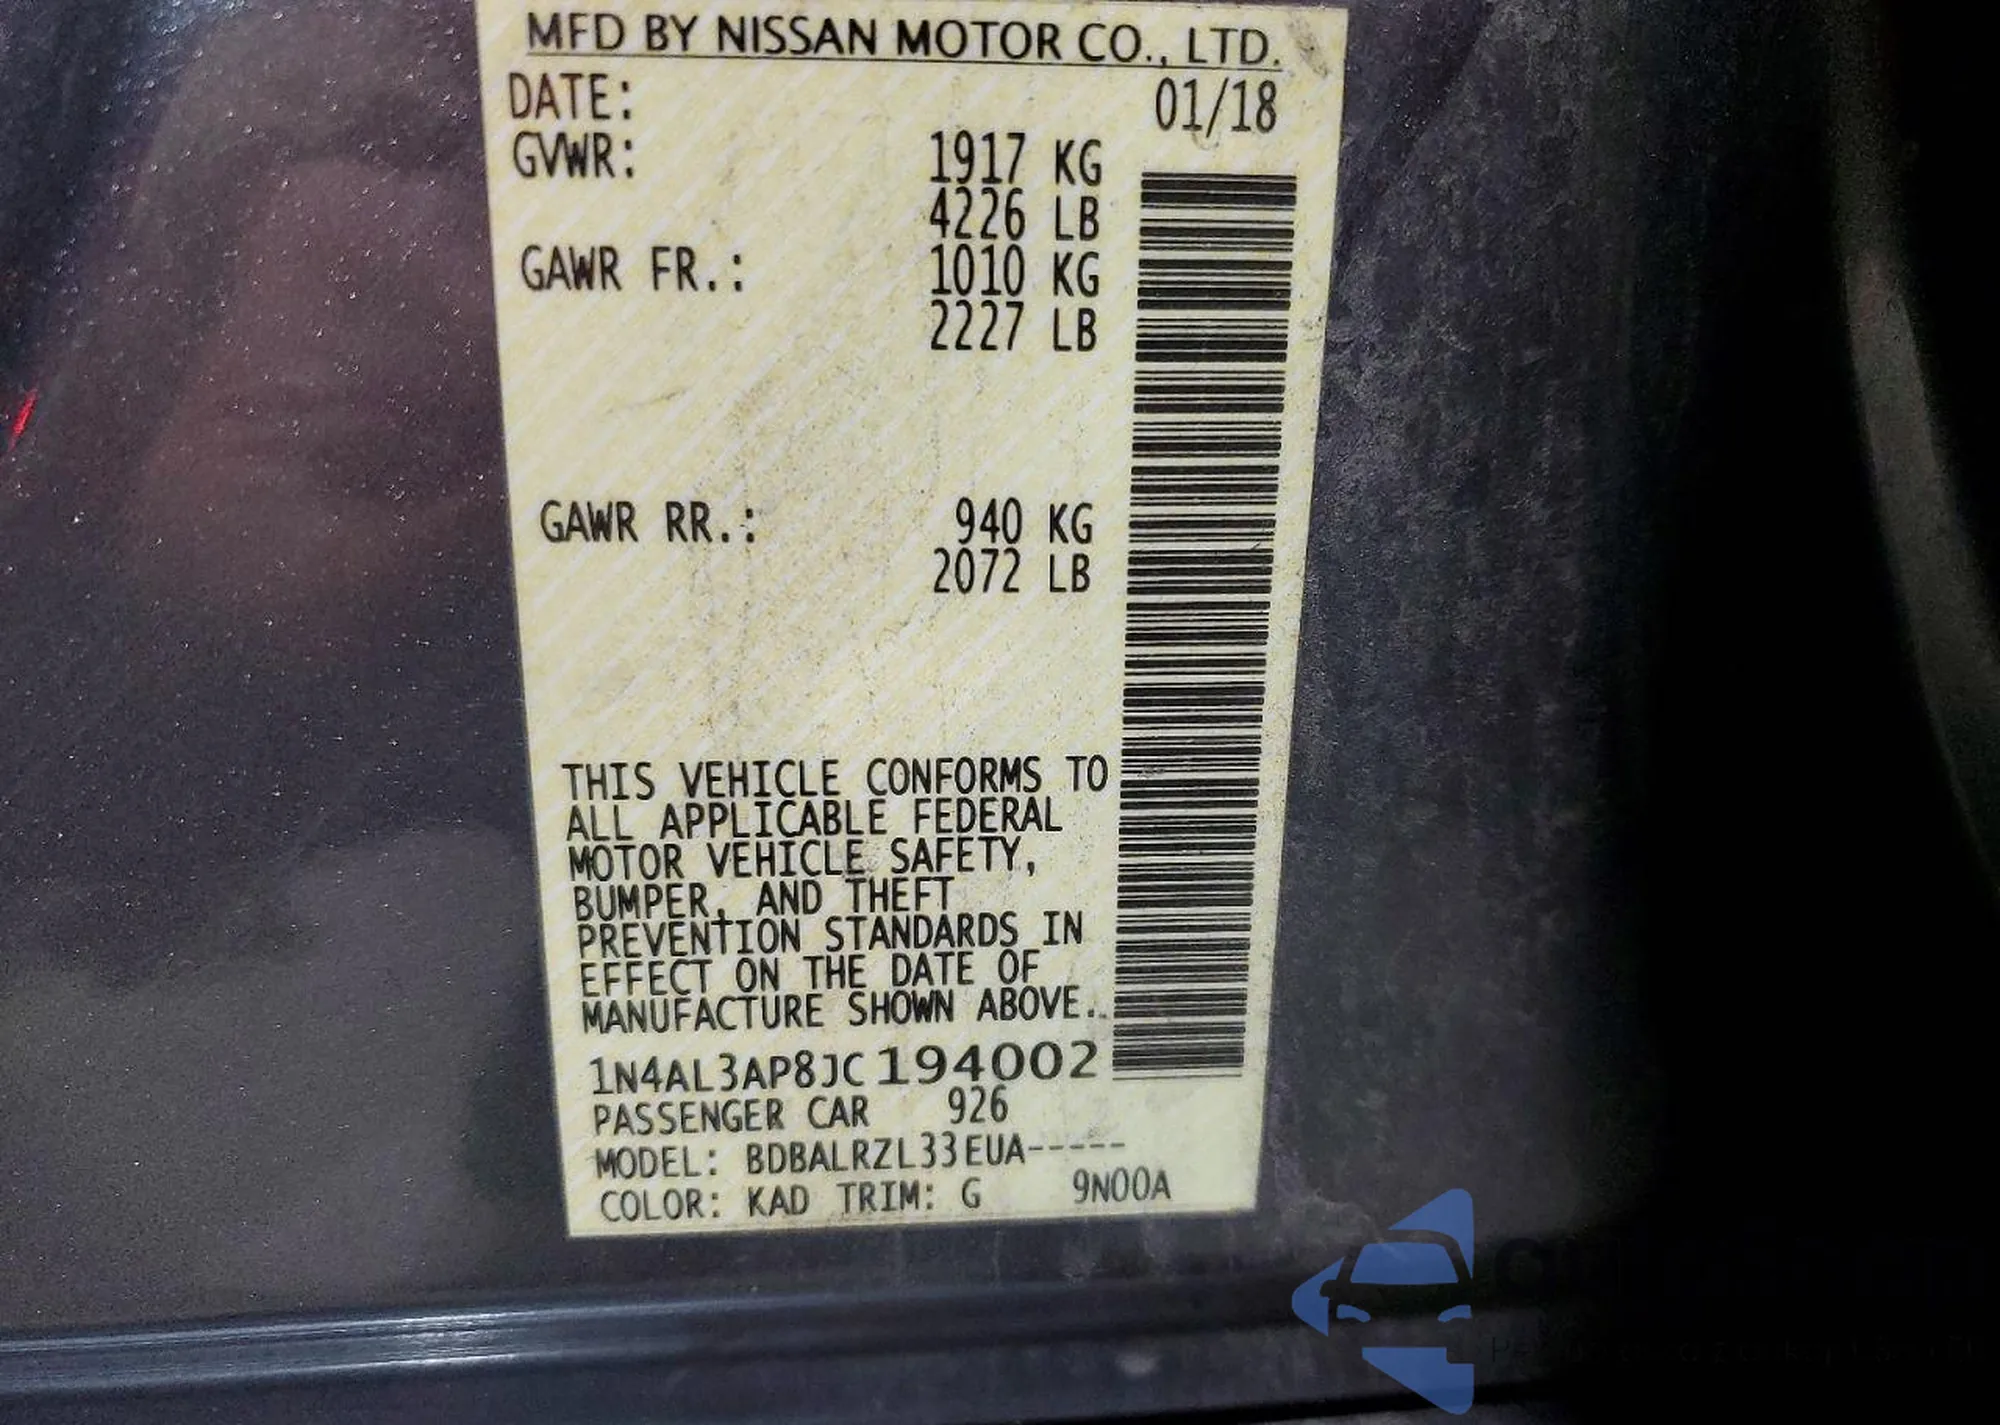 MFD BY NISSAN MOTOR CO., LTD.
DATE: 01/18
GVWR: 1917 KG
4226 LB
GAWR FR.: 1010 KG
2227 LB
GAWR RR.: 940 KG
2072 LB
THIS VEHICLE CONFORMS TO
ALL APPLICABLE FEDERAL
MOTOR VEHICLE SAFETY,
BUMPER, AND THEFT
PREVENTION STANDARDS IN
EFFECT ON THE DATE OF
MANUFACTURE SHOWN ABOVE..
1N4AL3AP8JC194002
PASSENGER CAR 926
MODEL: BDBALRZL33EUA-----
COLOR: KAD TRIM: G 9N00A